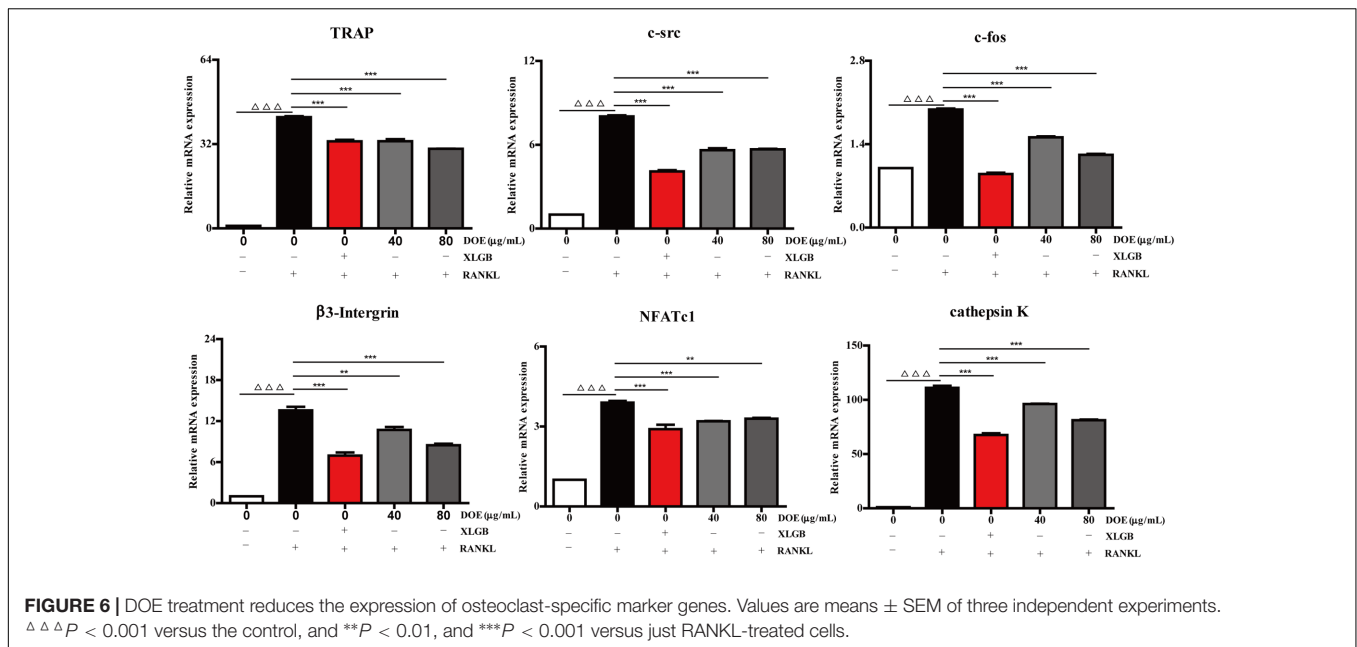 TRAP
64
32
0
Relative mRNA expression
△△△
***
***
***
0 0 0 40 80 DOE (μg/mL)
– – + – – XLGB
– + + + + RANKL
c-src
12
6
0
Relative mRNA expression
△△△
***
***
***
0 0 0 40 80 DOE (μg/mL)
– – + – – XLGB
– + + + + RANKL
c-fos
2.8
1.4
0.0
Relative mRNA expression
△△△
***
***
***
0 0 0 40 80 DOE (μg/mL)
– – + – – XLGB
– + + + + RANKL
β3-Intergrin
24
18
12
6
0
Relative mRNA expression
△△△
***
**
***
0 0 0 40 80 DOE (μg/mL)
– – + – – XLGB
– + + + + RANKL
NFATc1
6
3
0
Relative mRNA expression
△△△
**
***
***
0 0 0 40 80 DOE (μg/mL)
– – + – – XLGB
– + + + + RANKL
cathepsin K
150
100
50
0
Relative mRNA expression
△△△
***
***
***
0 0 0 40 80 DOE (μg/mL)
– – + – – XLGB
– + + + + RANKL
FIGURE 6 | DOE treatment reduces the expression of osteoclast-specific marker genes. Values are means ± SEM of three independent experiments.
△△△P < 0.001 versus the control, and **P < 0.01, and ***P < 0.001 versus just RANKL-treated cells.